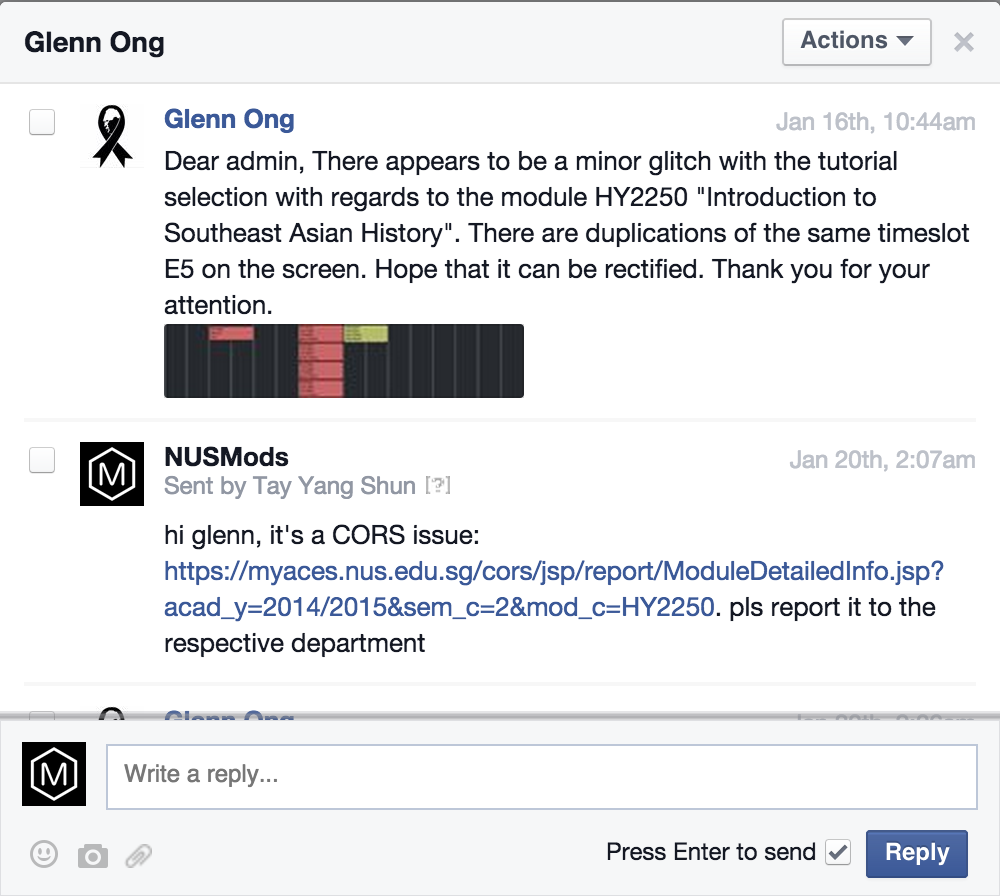 Glenn Ong
Actions
Glenn Ong
Jan 16th, 10:44am
Dear admin, There appears to be a minor glitch with the tutorial
selection with regards to the module HY2250 "Introduction to
Southeast Asian History". There are duplications of the same timeslot
E5 on the screen. Hope that it can be rectified. Thank you for your
attention.
M
NUSMods
Jan 20th, 2:07am
Sent by Tay Yang Shun [?]
hi glenn, it's a CORS issue:
https://myaces.nus.edu.sg/cors/jsp/report/ModuleDetailedInfo.jsp?
acad_y=2014/2015&sem_c=2&mod_c=HY2250. pls report it to the
respective department
Glenn Ong
M
Write a reply...
Press Enter to send
Reply